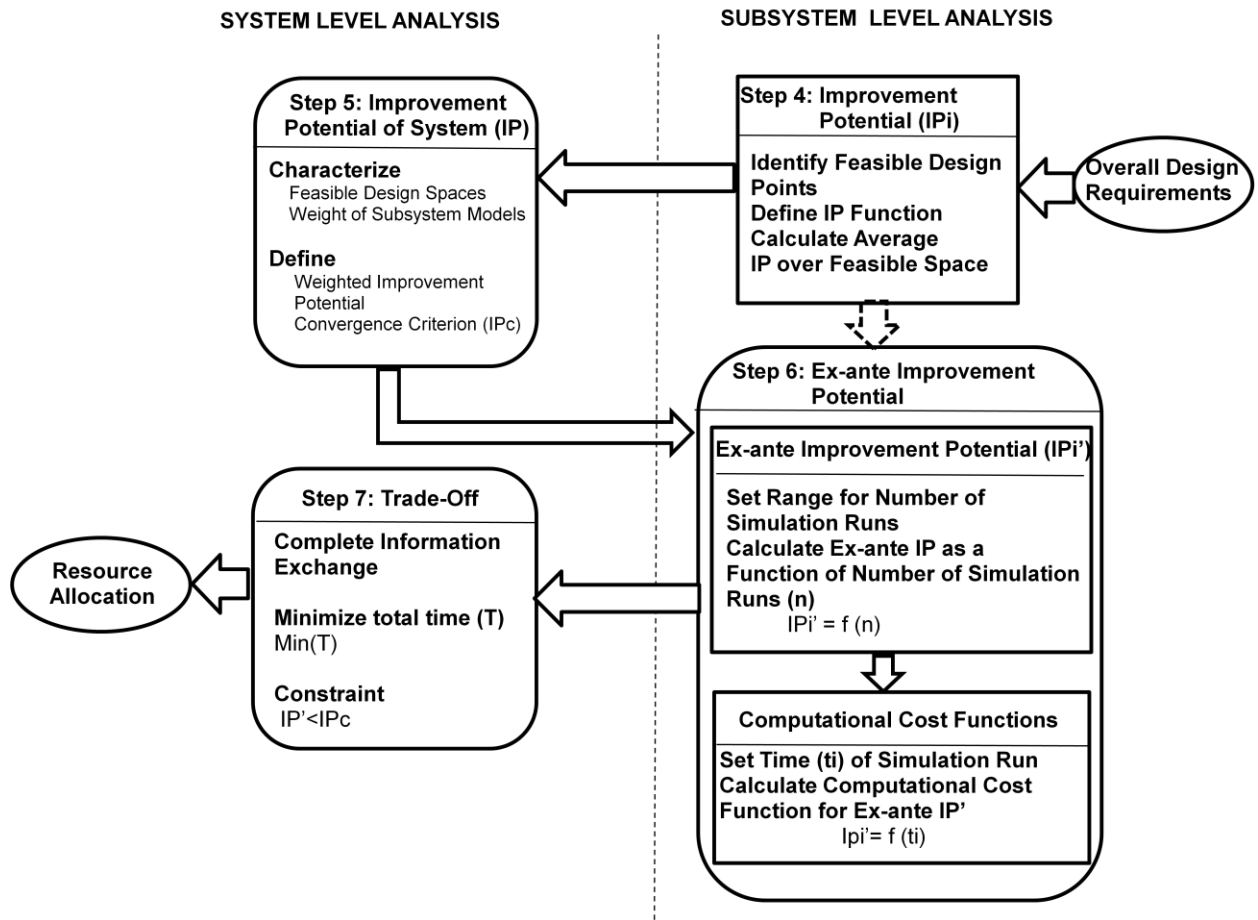 SYSTEM LEVEL ANALYSIS
SUBSYSTEM LEVEL ANALYSIS
Step 5: Improvement
Potential of System (IP)
Characterize
Feasible Design Spaces
Weight of Subsystem Models
Define
Weighted Improvement
Potential
Convergence Criterion (IPc)
Step 4: Improvement
Potential (IPi)
Identify Feasible Design
Points
Define IP Function
Calculate Average
IP over Feasible Space
Overall Design
Requirements
Step 6: Ex-ante Improvement
Potential
Ex-ante Improvement Potential (IPi’)
Set Range for Number of
Simulation Runs
Calculate Ex-ante IP as a
Function of Number of Simulation
Runs (n)
IPi’ = f (n)
Computational Cost Functions
Set Time (ti) of Simulation Run
Calculate Computational Cost
Function for Ex-ante IP’
Ipi’= f (ti)
Step 7: Trade-Off
Complete Information
Exchange
Minimize total time (T)
Min(T)
Constraint
IP’<IPc
Resource
Allocation